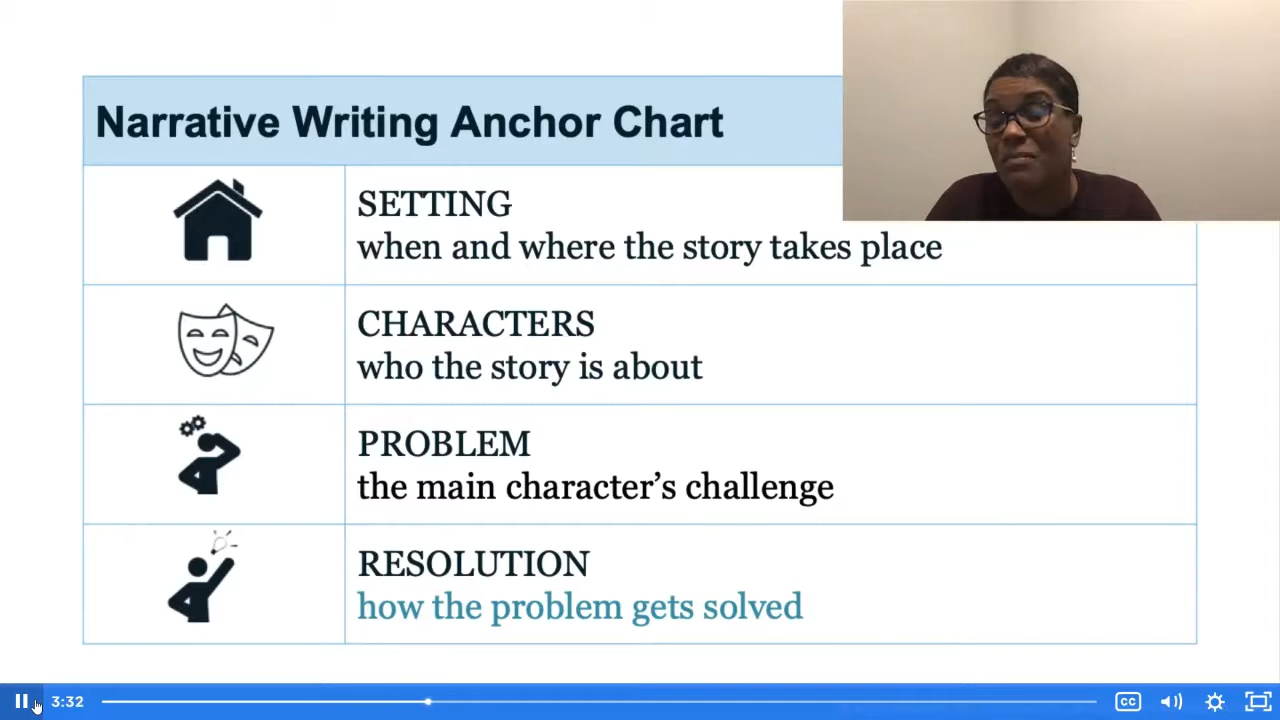 Narrative Writing Anchor Chart
SETTING
when and where the story takes place
CHARACTERS
who the story is about
PROBLEM
the main character’s challenge
RESOLUTION
how the problem gets solved
3:32
CC